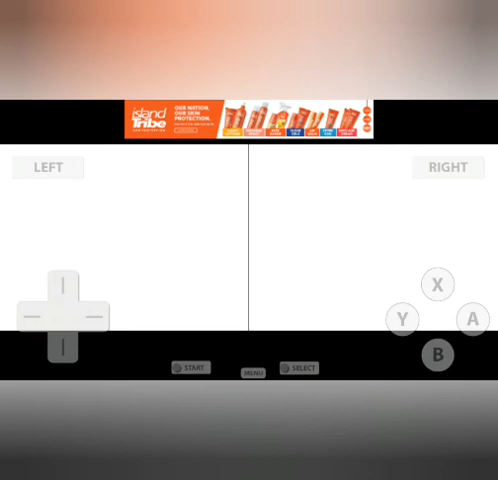 island
Tribe
OUR NATION.
OUR SKIN
PROTECTION.
LEFT
RIGHT
X
Y
A
B
START
MENU
SELECT